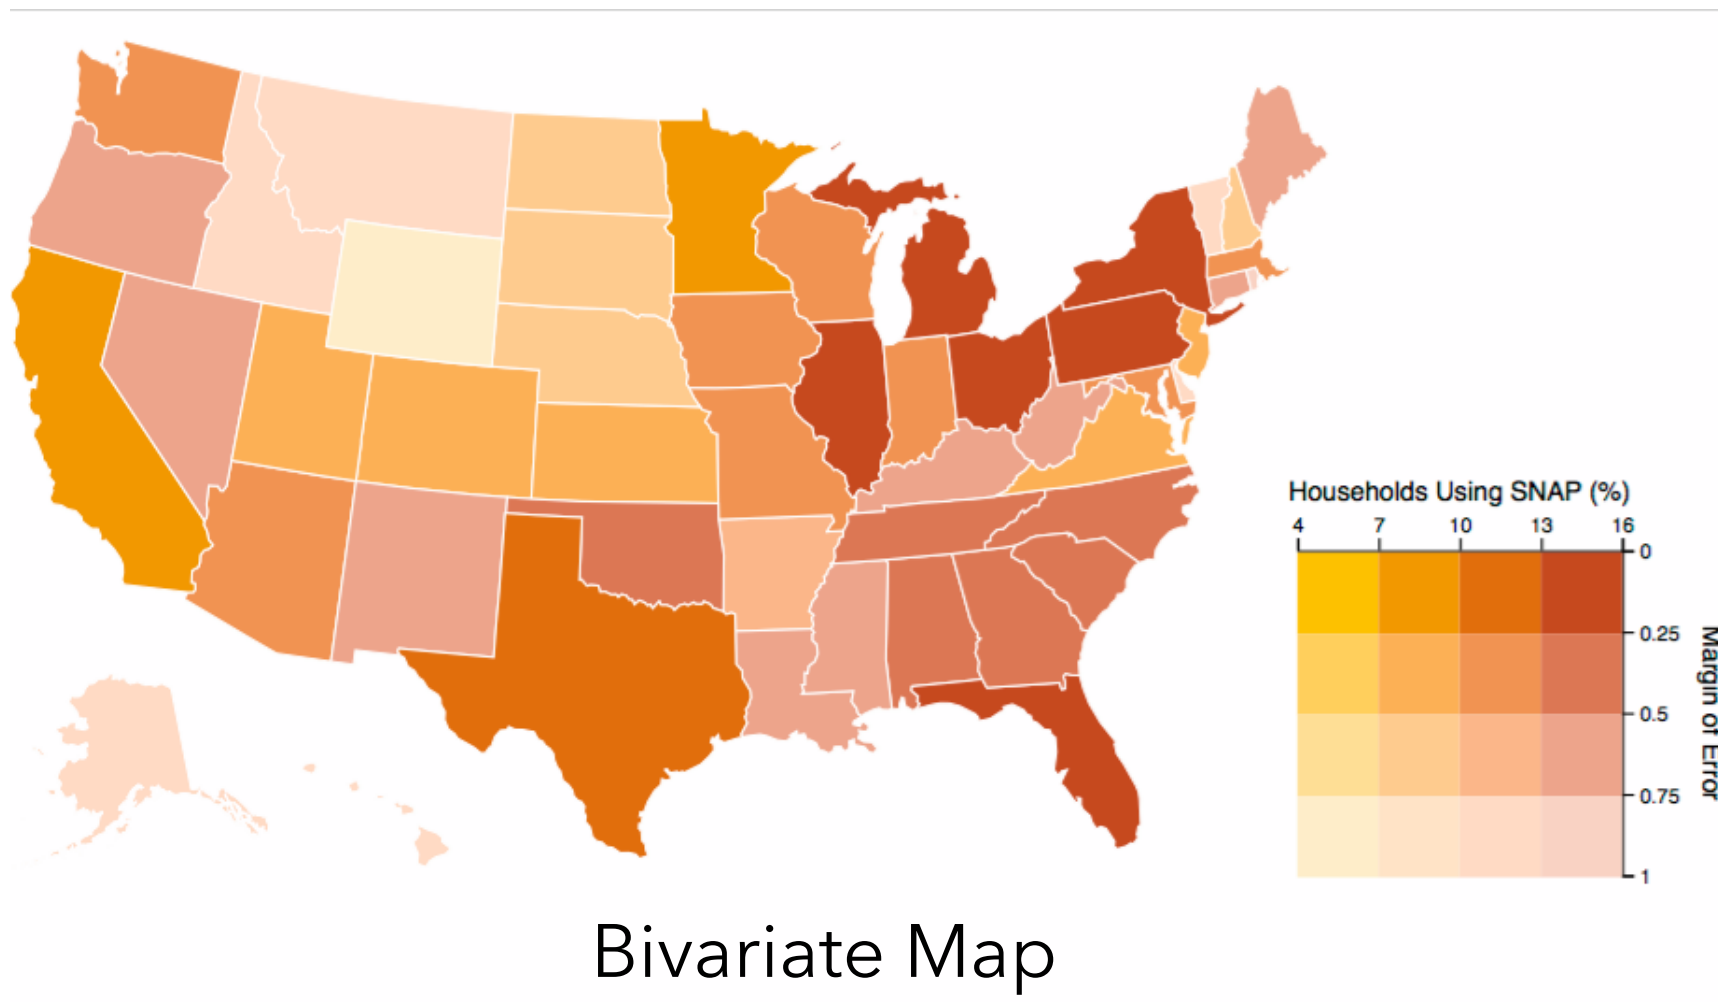 Households Using SNAP (%)
4 7 10 13 16
0
0.25
0.5
0.75
1
Margin of Error
Bivariate Map